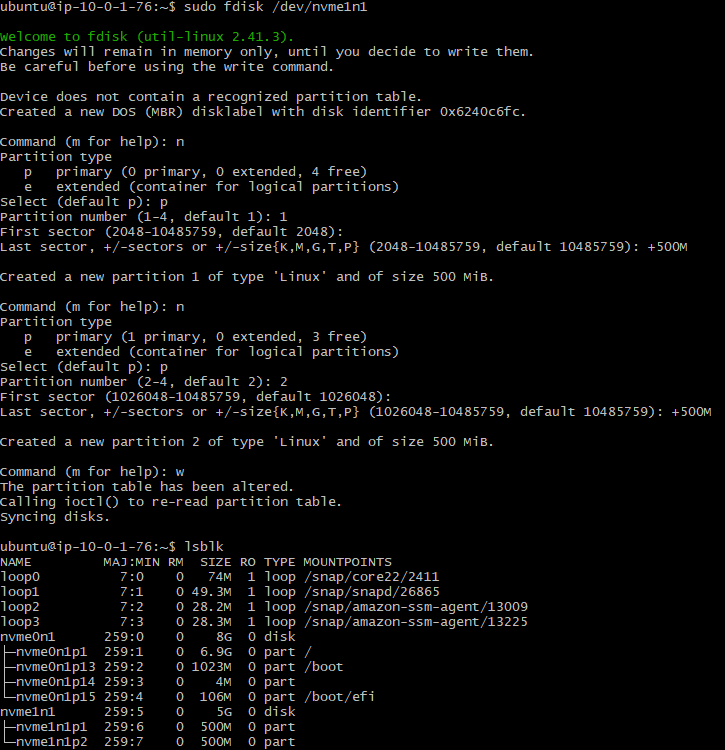 ubuntu@ip-10-0-1-76:~$ sudo fdisk /dev/nvme1n1

Welcome to fdisk (util-linux 2.41.3).
Changes will remain in memory only, until you decide to write them.
Be careful before using the write command.

Device does not contain a recognized partition table.
Created a new DOS (MBR) disklabel with disk identifier 0x6240c6fc.

Command (m for help): n
Partition type
   p   primary (0 primary, 0 extended, 4 free)
   e   extended (container for logical partitions)
Select (default p): p
Partition number (1-4, default 1): 1
First sector (2048-10485759, default 2048):
Last sector, +/-sectors or +/-size{K,M,G,T,P} (2048-10485759, default 10485759): +500M

Created a new partition 1 of type 'Linux' and of size 500 MiB.

Command (m for help): n
Partition type
   p   primary (1 primary, 0 extended, 3 free)
   e   extended (container for logical partitions)
Select (default p): p
Partition number (2-4, default 2): 2
First sector (1026048-10485759, default 1026048):
Last sector, +/-sectors or +/-size{K,M,G,T,P} (1026048-10485759, default 10485759): +500M

Created a new partition 2 of type 'Linux' and of size 500 MiB.

Command (m for help): w
The partition table has been altered.
Calling ioctl() to re-read partition table.
Syncing disks.

ubuntu@ip-10-0-1-76:~$ lsblk
NAME         MAJ:MIN RM  SIZE RO TYPE MOUNTPOINTS
loop0          7:0    0   74M  1 loop /snap/core22/2411
loop1          7:1    0 49.3M  1 loop /snap/snapd/26865
loop2          7:2    0 28.2M  1 loop /snap/amazon-ssm-agent/13009
loop3          7:3    0 28.3M  1 loop /snap/amazon-ssm-agent/13225
nvme0n1      259:0    0    8G  0 disk
├─nvme0n1p1  259:1    0  6.9G  0 part /
├─nvme0n1p13 259:2    0 1023M  0 part /boot
├─nvme0n1p14 259:3    0    4M  0 part
└─nvme0n1p15 259:4    0  106M  0 part /boot/efi
nvme1n1      259:5    0    5G  0 disk
├─nvme1n1p1  259:6    0  500M  0 part
└─nvme1n1p2  259:7    0  500M  0 part